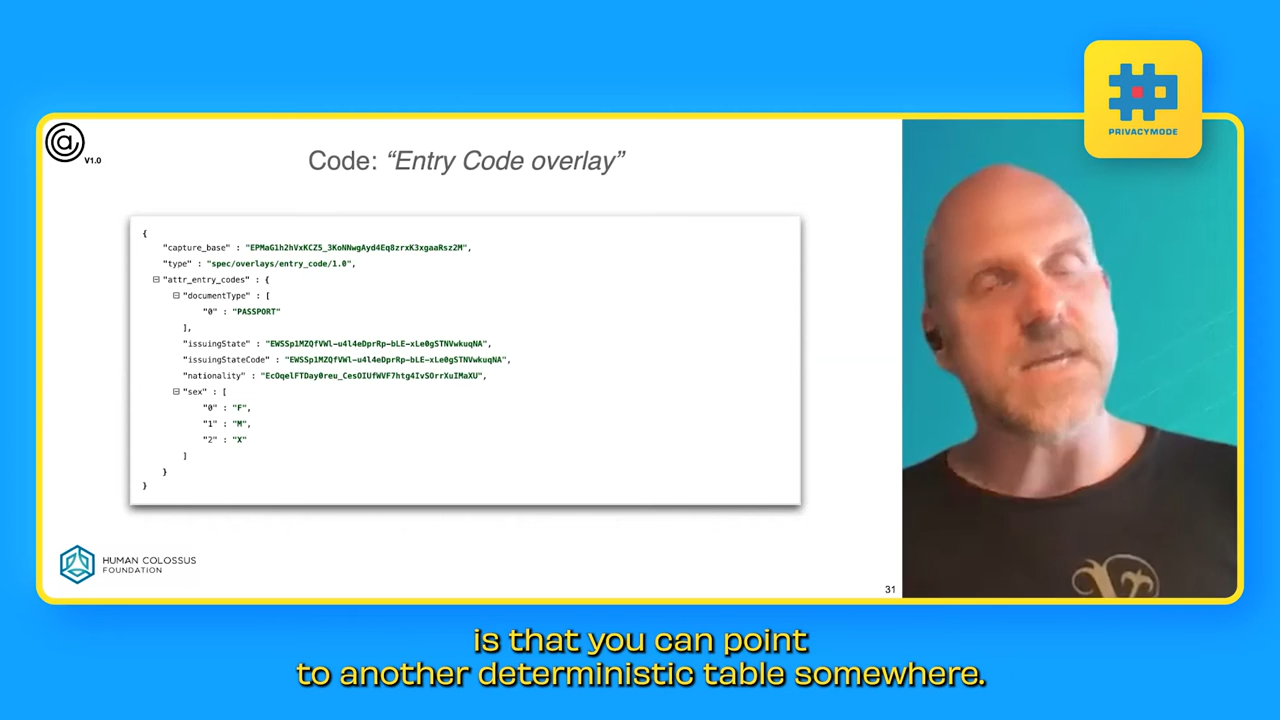 PRIVACYMODE
@
V1.0
Code: “Entry Code overlay”
{
"capture_base" : "EPMaG1h2hVxKCZ5_3KoNNwgAyd4Eq8zrxK3xgaaRsz2M",
"type" : "spec/overlays/entry_code/1.0",
"attr_entry_codes" : {
"documentType" : [
"0" : "PASSPORT"
],
"issuingState" : "EWSSp1MZQfVWl-u4l4eDprRp-bLE-xLe0gSTNVwkuqNA",
"issuingStateCode" : "EWSSp1MZQfVWl-u4l4eDprRp-bLE-xLe0gSTNVwkuqNA",
"nationality" : "EcOqelFTDay0reu_CesOIUfWVF7htg4IvSOrrXuIMaXU",
"sex" : [
"0" : "F",
"1" : "M",
"2" : "X"
]
}
}
HUMAN COLOSSUS
FOUNDATION
31
is that you can point
to another deterministic table somewhere.